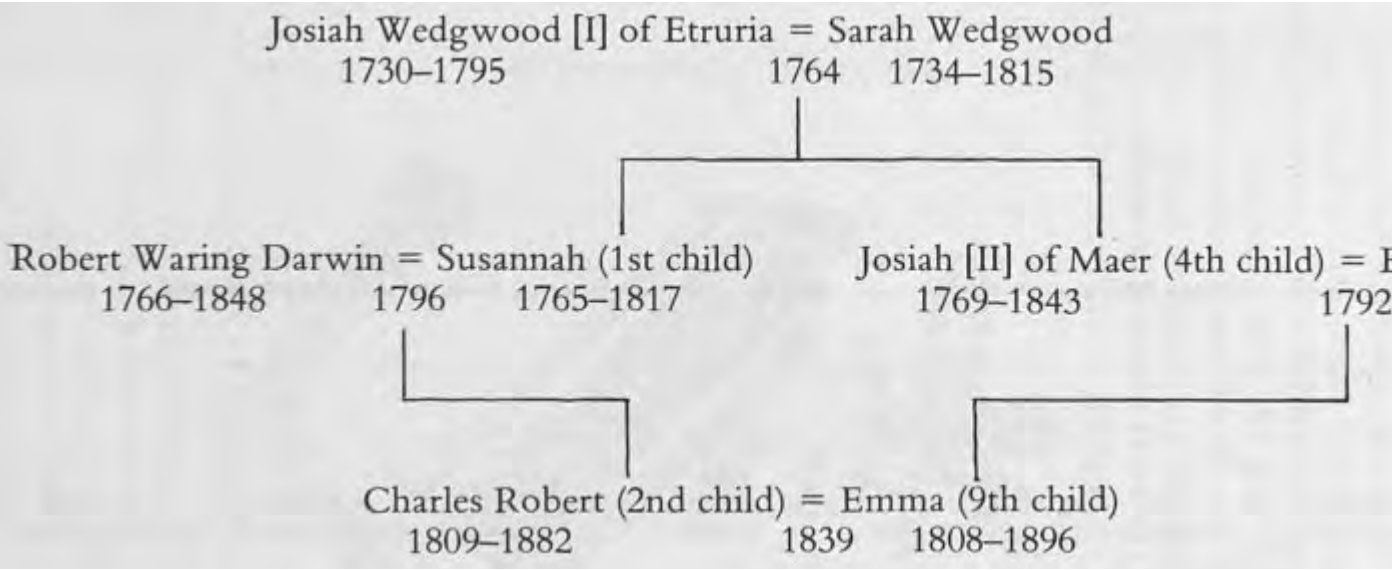 Josiah Wedgwood [I] of Etruria = Sarah Wedgwood
1730–1795 1764 1734–1815
Robert Waring Darwin = Susannah (1st child) Josiah [II] of Maer (4th child) =
1766–1848 1796 1765–1817 1769–1843 1792
Charles Robert (2nd child) = Emma (9th child)
1809–1882 1839 1808–1896